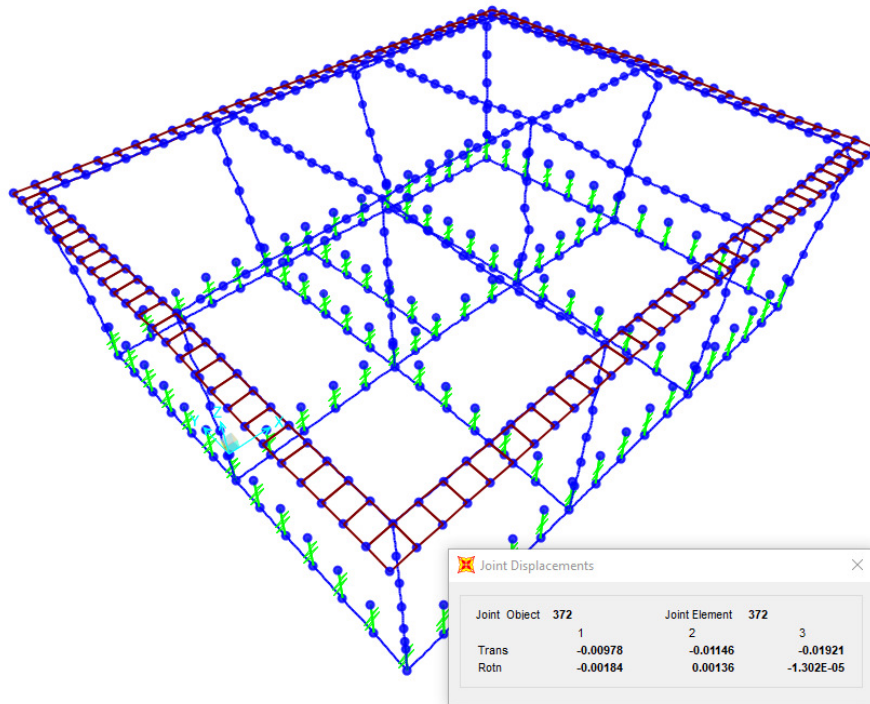 Z
X
Joint Displacements
Joint Object 372 Joint Element 372
1 2 3
Trans -0.00978 -0.01146 -0.01921
Rotn -0.00184 0.00136 -1.302E-05